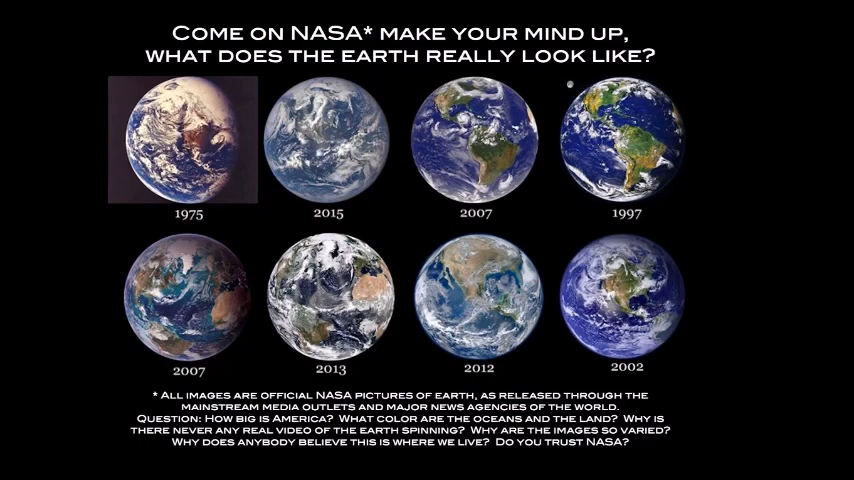 Come on NASA* make your mind up,
what does the earth really look like?
1975
2015
2007
1997
2007
2013
2012
2002
* All images are official NASA pictures of earth, as released through the
mainstream media outlets and major news agencies of the world.
Question: How big is America? What color are the oceans and the land? Why is
there never any real video of the earth spinning? Why are the images so varied?
Why does anybody believe this is where we live? Do you trust NASA?